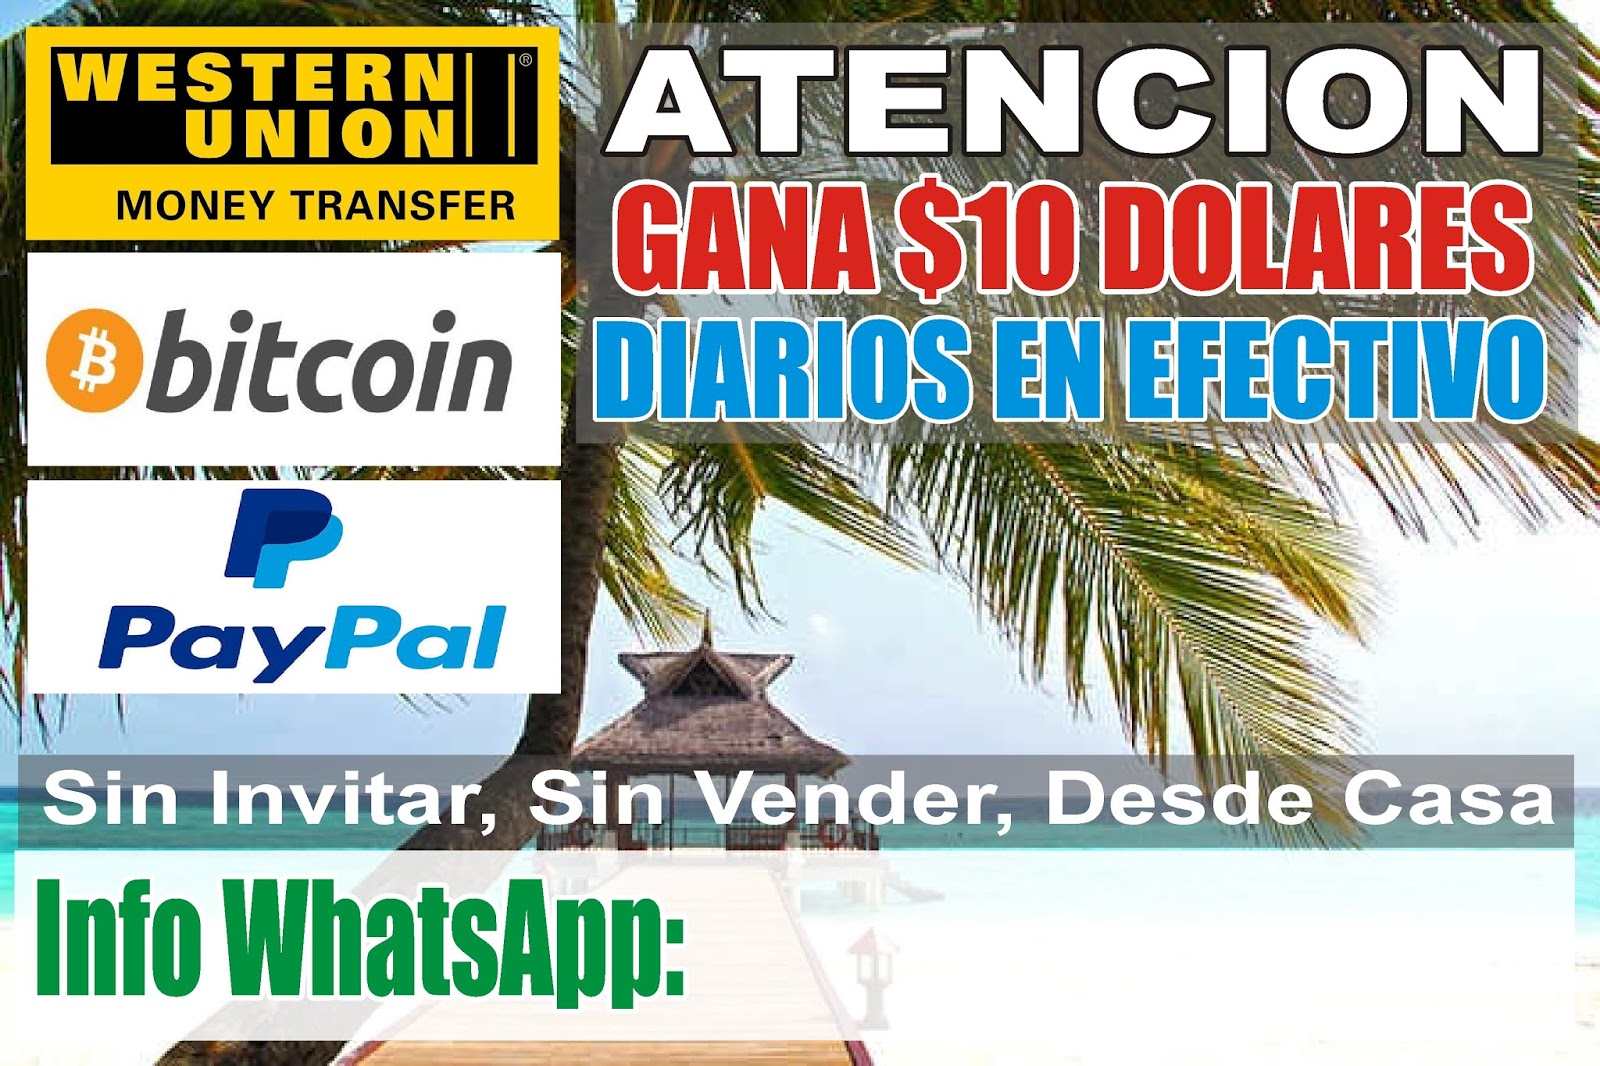 WESTERN
UNION
®
MONEY TRANSFER
bitcoin
PayPal
ATENCION
GANA $10 DOLARES
DIARIOS EN EFECTIVO
Sin Invitar, Sin Vender, Desde Casa
Info WhatsApp: